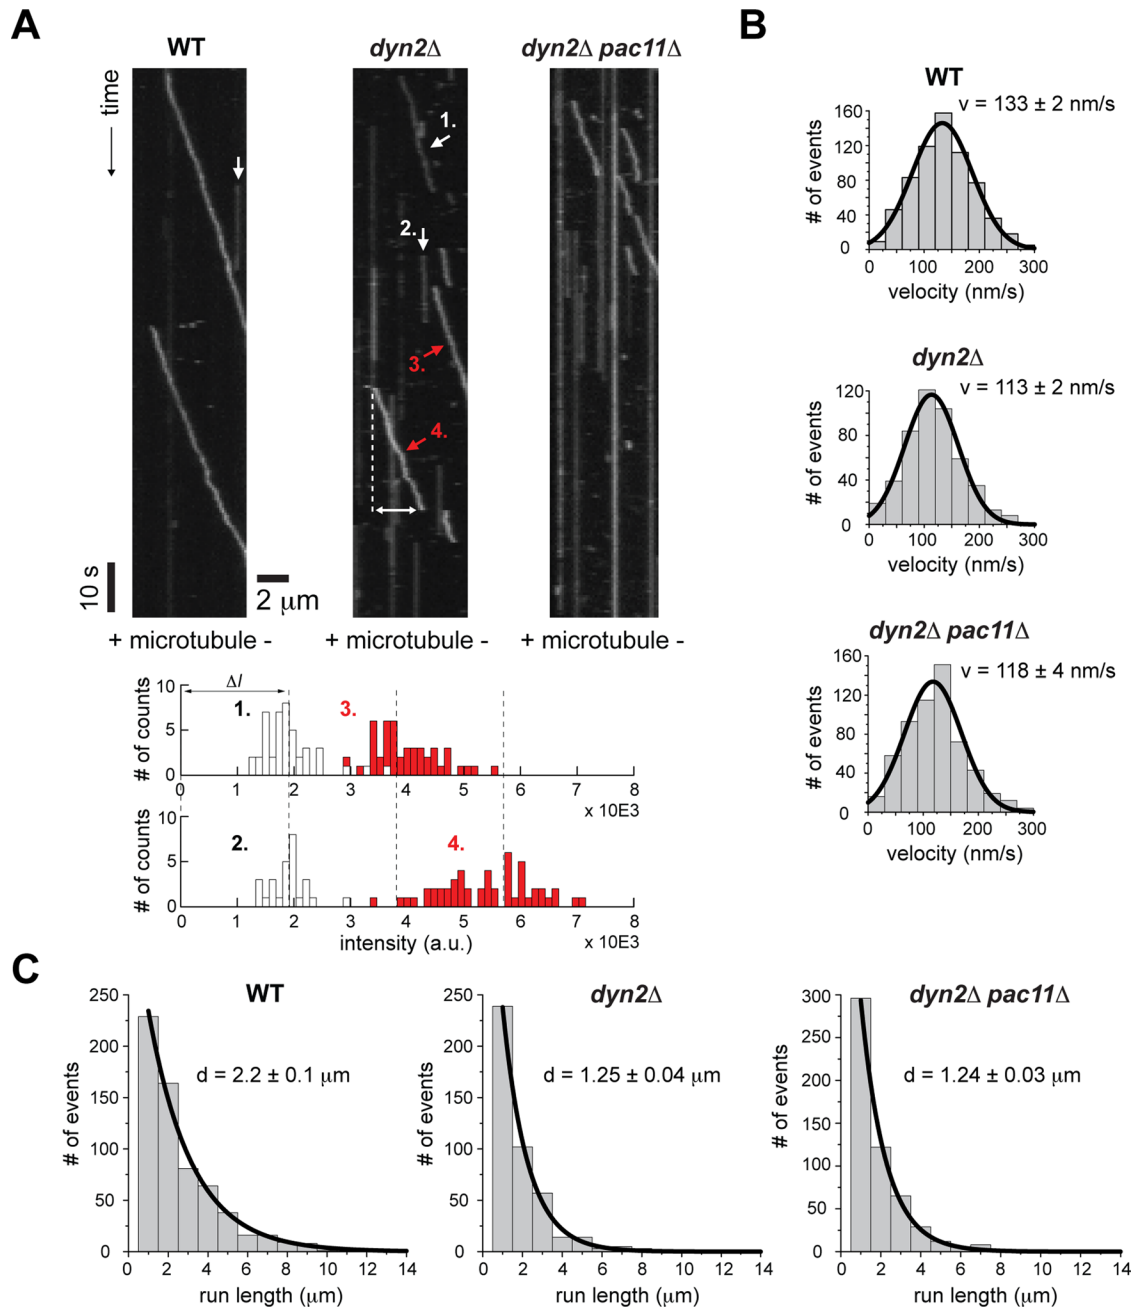 A
WT
dyn2Δ
dyn2Δ pac11Δ
time
1.
2.
3.
4.
10 s
2 μm
+ microtubule -
+ microtubule -
+ microtubule -
ΔI
1.
3.
# of counts
10
5
0
0 1 2 3 4 5 6 7 8
x 10E3
2.
4.
# of counts
10
5
0
0 1 2 3 4 5 6 7 8
intensity (a.u.)
x 10E3
B
WT
v = 133 ± 2 nm/s
# of events
160
120
80
40
0
0 100 200 300
velocity (nm/s)
dyn2Δ
v = 113 ± 2 nm/s
# of events
120
80
40
0
0 100 200 300
velocity (nm/s)
dyn2Δ pac11Δ
v = 118 ± 4 nm/s
# of events
160
120
80
40
0
0 100 200 300
velocity (nm/s)
C
WT
d = 2.2 ± 0.1 μm
# of events
250
200
150
100
50
0
0 2 4 6 8 10 12 14
run length (μm)
dyn2Δ
d = 1.25 ± 0.04 μm
# of events
250
200
150
100
50
0
0 2 4 6 8 10 12 14
run length (μm)
dyn2Δ pac11Δ
d = 1.24 ± 0.03 μm
# of events
300
250
200
150
100
50
0
0 2 4 6 8 10 12 14
run length (μm)